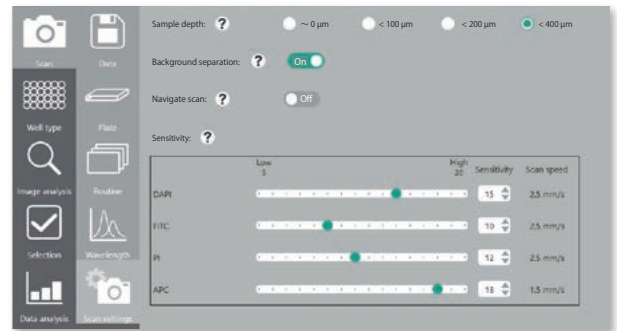 Sample depth: ? ~ 0 µm < 100 µm < 200 µm < 400 µm
Background separation: ? On
Navigate scan: ? Off
Sensitivity: ?
Low High
5 20 Sensitivity Scan speed
DAPI 15 2.5 mm/s
FITC 10 2.5 mm/s
PI 12 2.5 mm/s
APC 18 1.5 mm/s
Scan Data
Well type Plate
Image analysis Routine
Selection Wavelength
Data analysis Scan settings